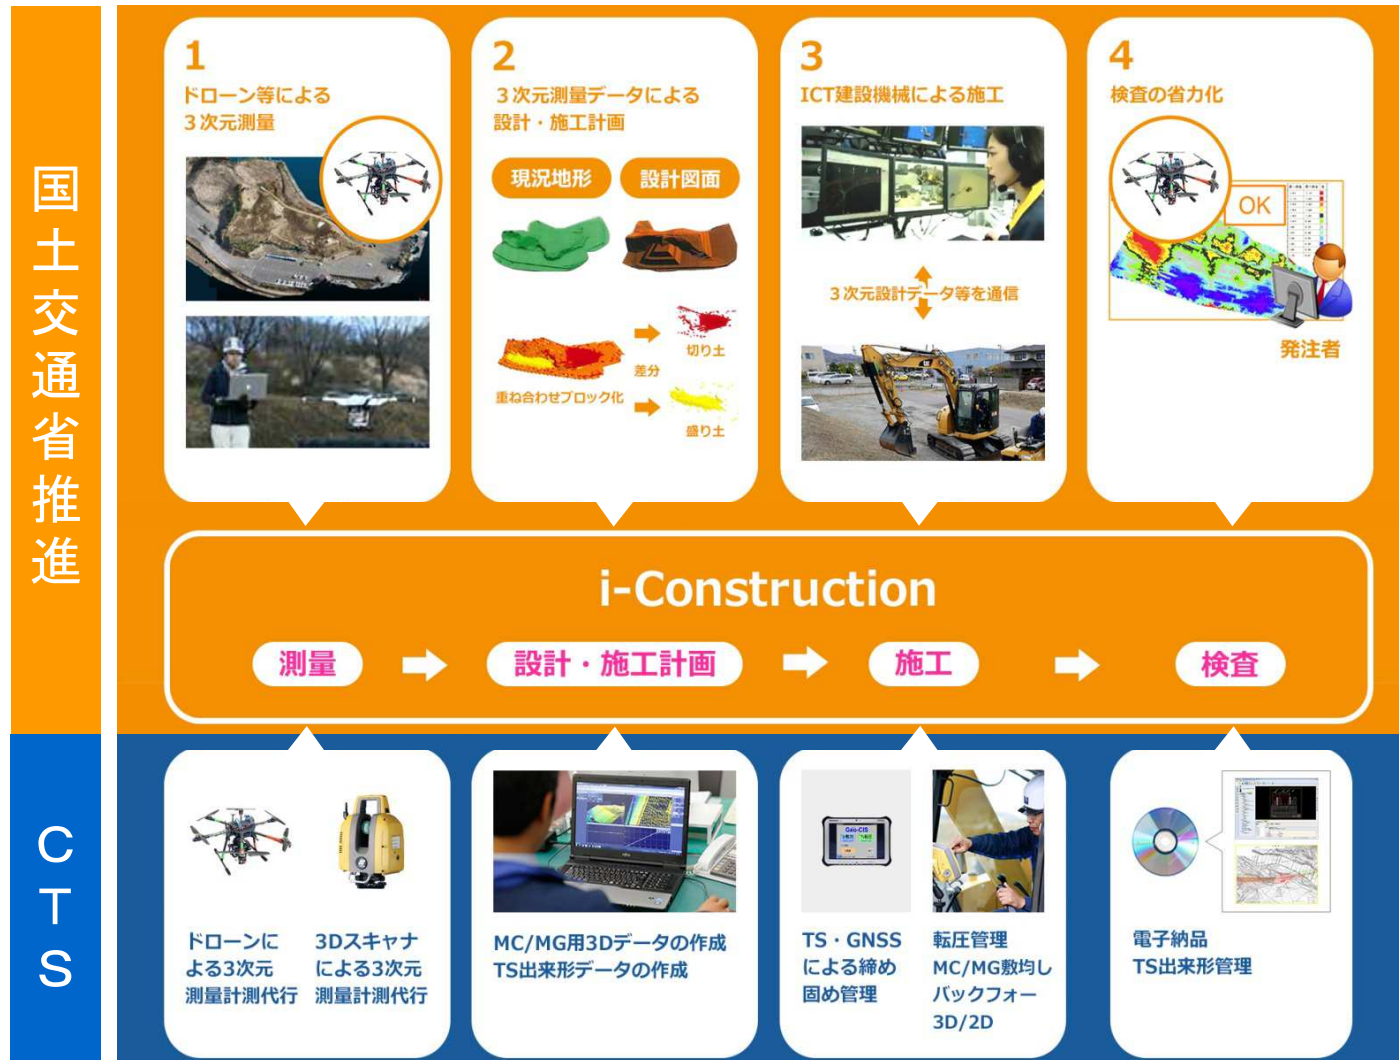 国土交通省推進
1
ドローン等による
３次元測量
2
３次元測量データによる
設計・施工計画
現況地形
設計図面
切り土
差分
重ね合わせブロック化
盛り土
3
ICT建設機械による施工
３次元設計データ等を通信
4
検査の省力化
OK
発注者
i-Construction
測量
設計・施工計画
施工
検査
CTS
ドローンに
よる3次元
測量計測代行
3Dスキャナ
による3次元
測量計測代行
MC/MG用3Dデータの作成
TS出来形データの作成
Geo-CIS
TS・GNSS
による締め
固め管理
転圧管理
MC/MG敷均し
バックフォー
3D/2D
電子納品
TS出来形管理